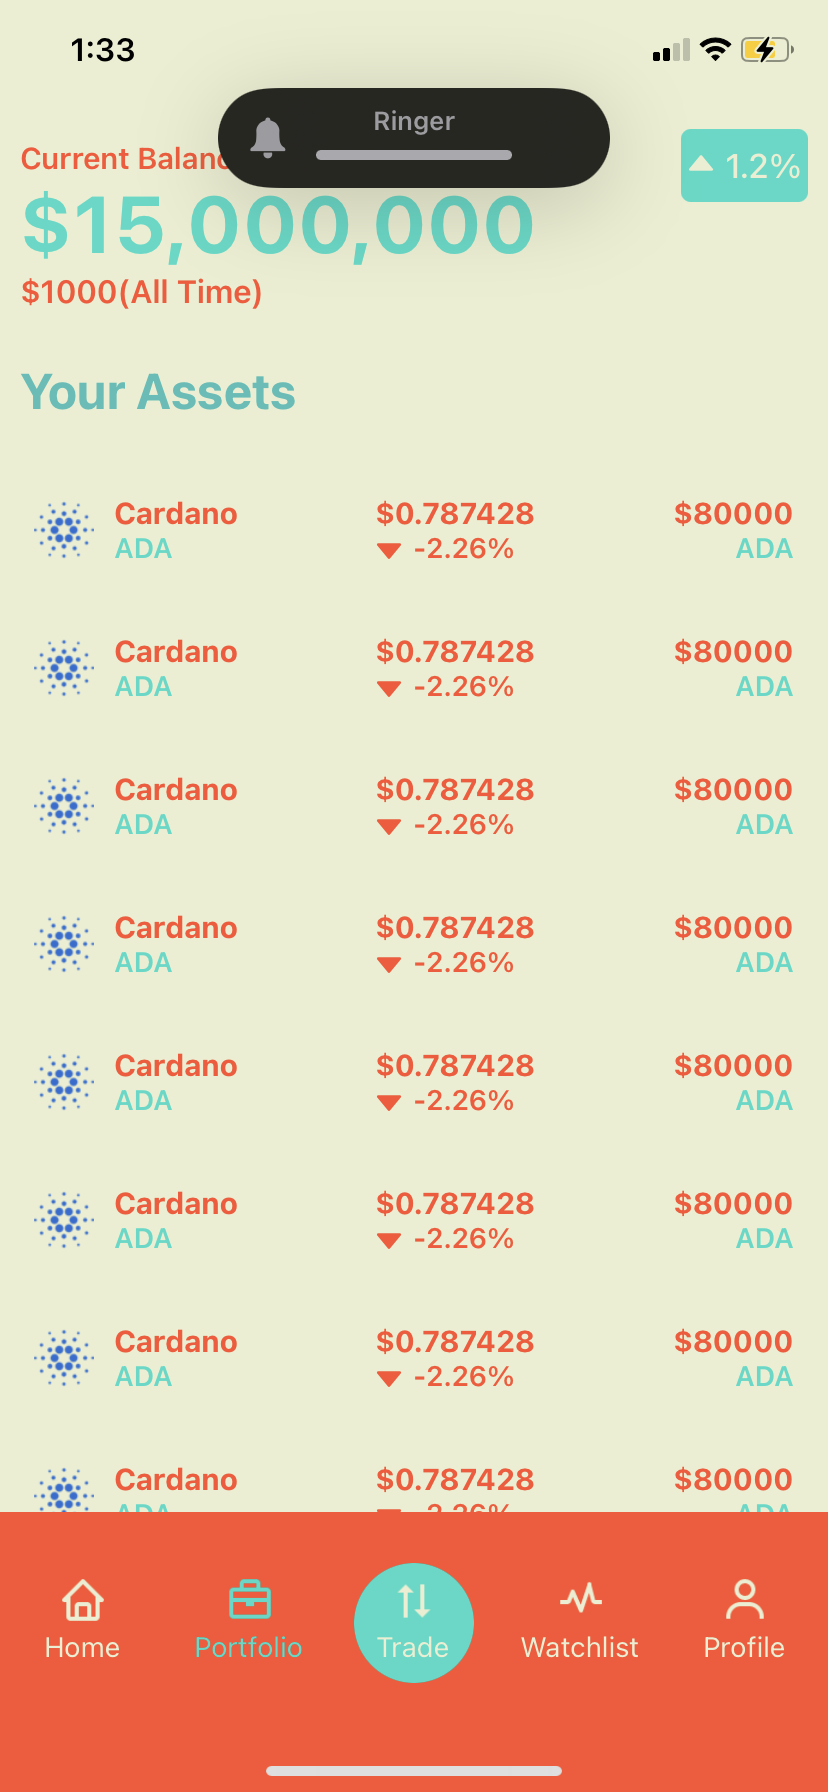 1:33
Ringer
Current Balanc
1.2%
$15,000,000
$1000(All Time)
Your Assets
Cardano $0.787428 $80000
ADA -2.26% ADA
Cardano $0.787428 $80000
ADA -2.26% ADA
Cardano $0.787428 $80000
ADA -2.26% ADA
Cardano $0.787428 $80000
ADA -2.26% ADA
Cardano $0.787428 $80000
ADA -2.26% ADA
Cardano $0.787428 $80000
ADA -2.26% ADA
Cardano $0.787428 $80000
ADA -2.26% ADA
Cardano $0.787428 $80000
ADA -2.26% ADA
Home Portfolio Trade Watchlist Profile